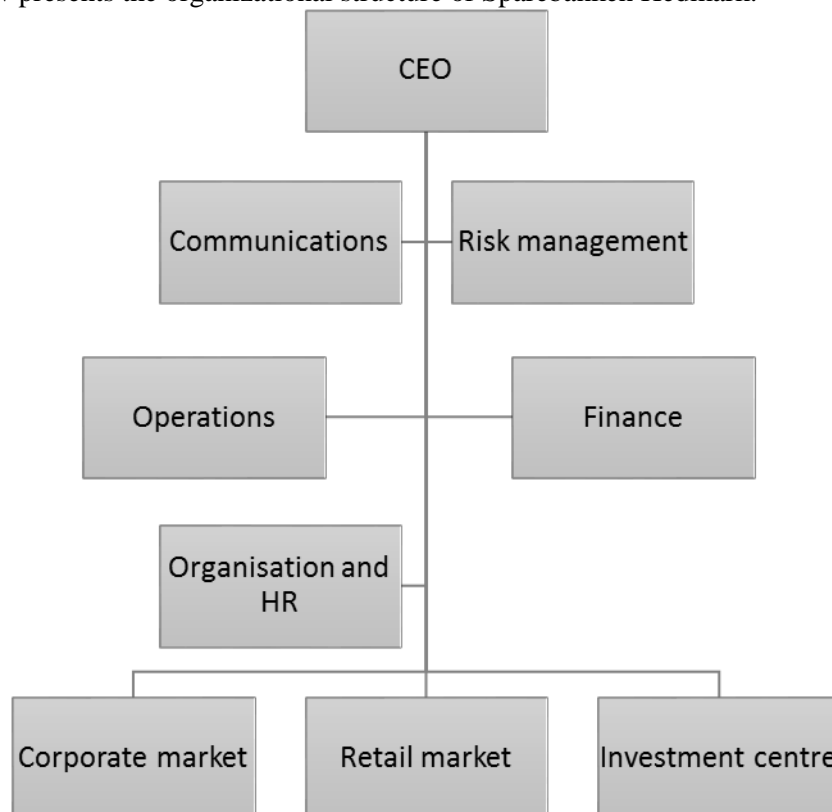 presents the organizational structure of Sparebanken Hedmark.
CEO
Communications
Risk management
Operations
Finance
Organisation and
HR
Corporate market
Retail market
Investment centre